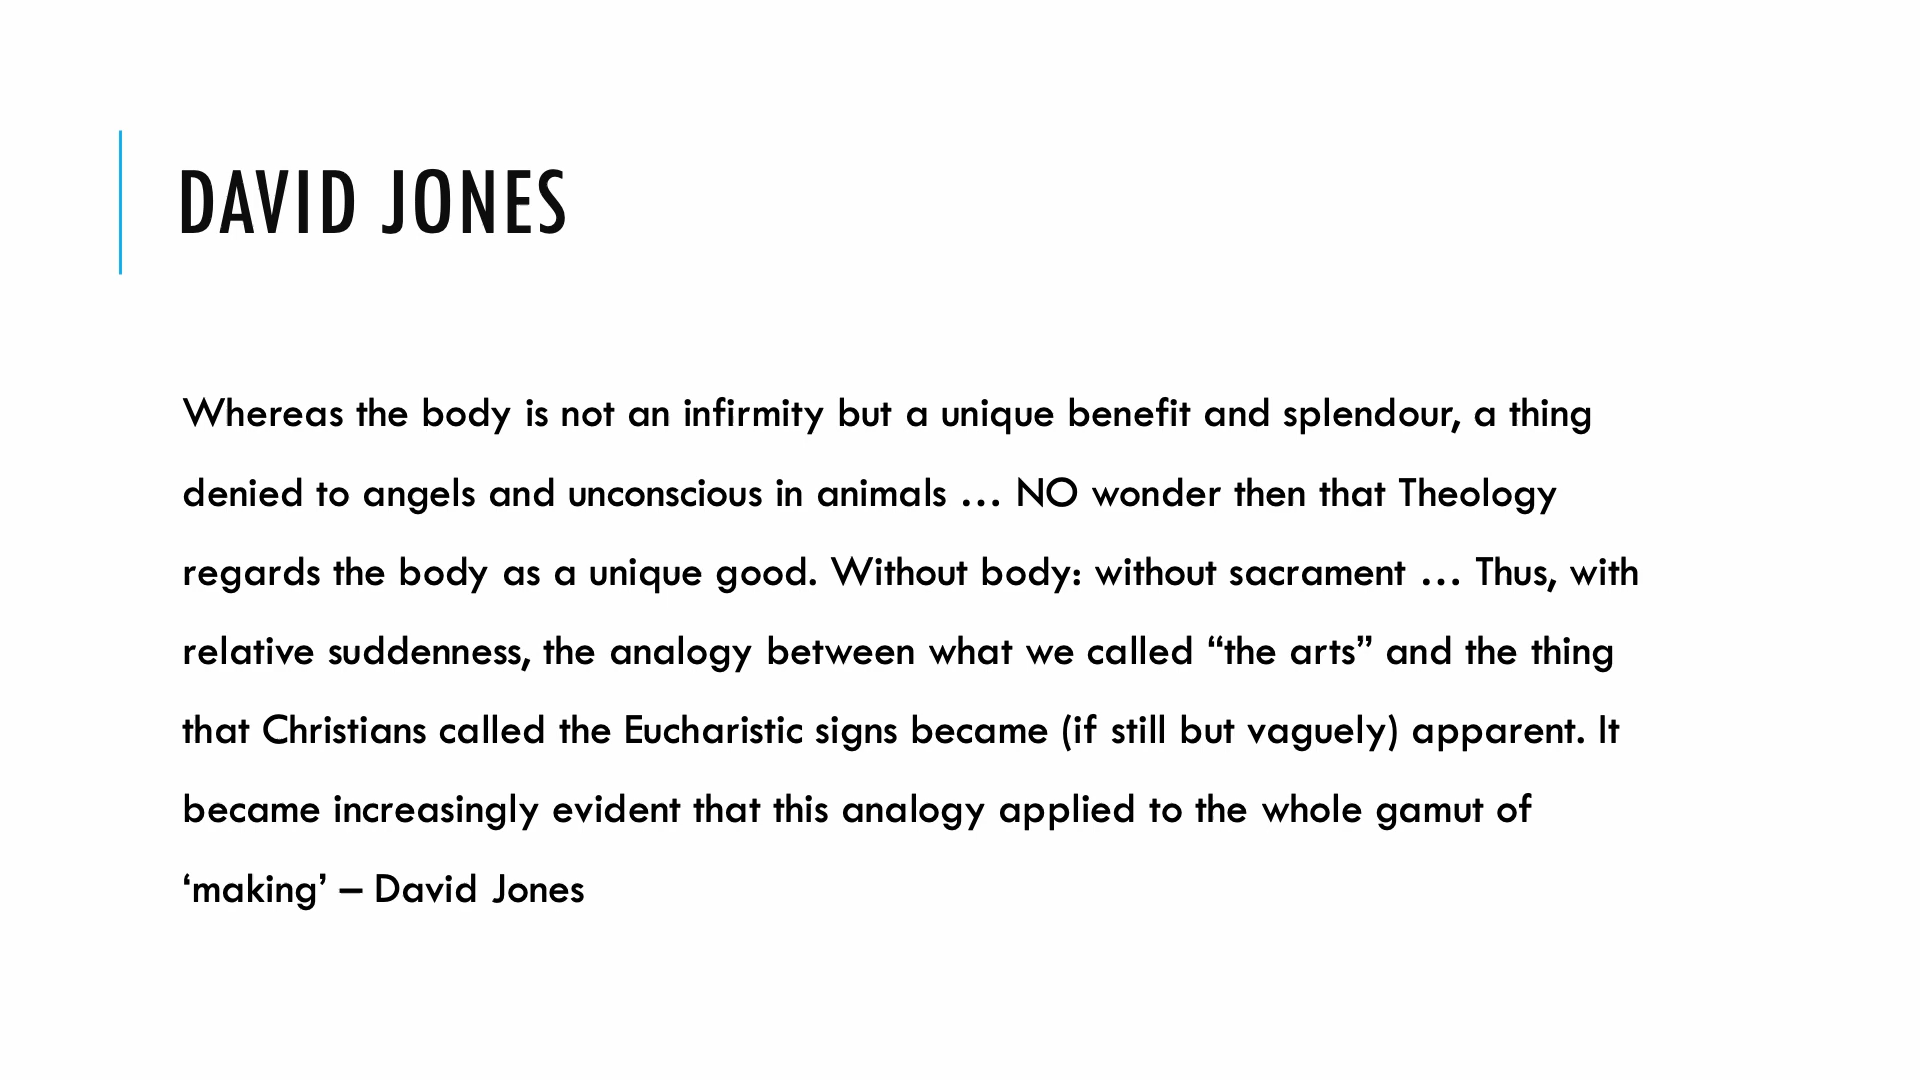 DAVID JONES
Whereas the body is not an infirmity but a unique benefit and splendour, a thing
denied to angels and unconscious in animals … NO wonder then that Theology
regards the body as a unique good. Without body: without sacrament … Thus, with
relative suddenness, the analogy between what we called “the arts” and the thing
that Christians called the Eucharistic signs became (if still but vaguely) apparent. It
became increasingly evident that this analogy applied to the whole gamut of
‘making’ – David Jones